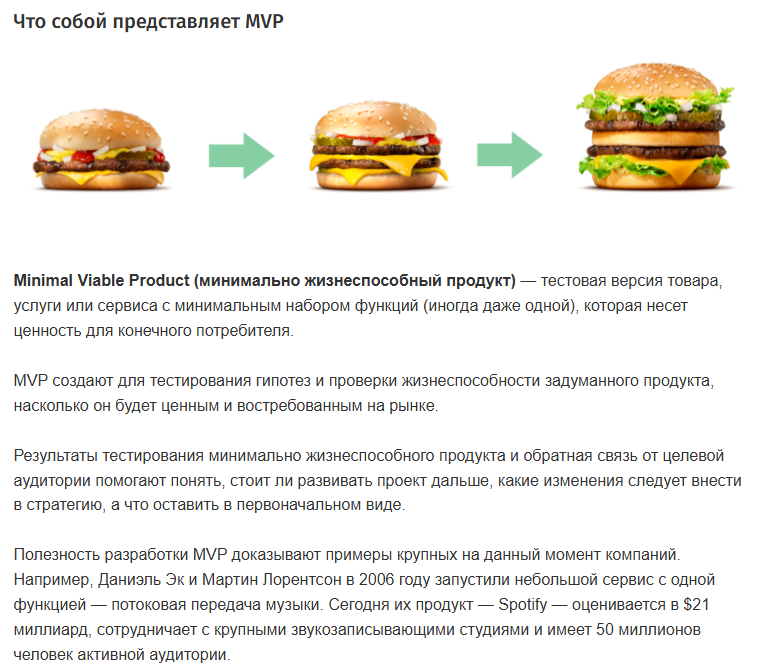 Что собой представляет MVP
Minimal Viable Product (минимально жизнеспособный продукт) — тестовая версия товара,
услуги или сервиса с минимальным набором функций (иногда даже одной), которая несет
ценность для конечного потребителя.
MVP создают для тестирования гипотез и проверки жизнеспособности задуманного продукта,
насколько он будет ценным и востребованным на рынке.
Результаты тестирования минимально жизнеспособного продукта и обратная связь от целевой
аудитории помогают понять, стоит ли развивать проект дальше, какие изменения следует внести
в стратегию, а что оставить в первоначальном виде.
Полезность разработки MVP доказывают примеры крупных на данный момент компаний.
Например, Даниэль Эк и Мартин Лорентсон в 2006 году запустили небольшой сервис с одной
функцией — потоковая передача музыки. Сегодня их продукт — Spotify — оценивается в $21
миллиард, сотрудничает с крупными звукозаписывающими студиями и имеет 50 миллионов
человек активной аудитории.